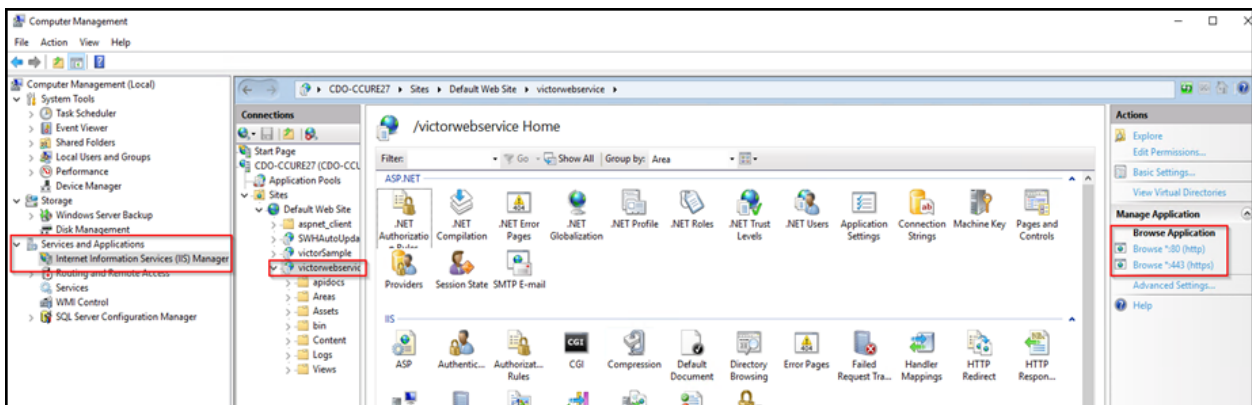 Computer Management
File Action View Help
Computer Management (Local)
System Tools
Task Scheduler
Event Viewer
Shared Folders
Local Users and Groups
Performance
Device Manager
Storage
Windows Server Backup
Disk Management
Services and Applications
Internet Information Services (IIS) Manager
Routing and Remote Access
Services
WMI Control
SQL Server Configuration Manager
CDO-CCURE27 Sites Default Web Site victorwebservice
Connections
Start Page
CDO-CCURE27 (CDO-CCU
Application Pools
Sites
Default Web Site
aspnet_client
SWHAutoUpda
victorSample
victorwebservic
apidocs
Areas
Assets
bin
Content
Logs
Views
/victorwebservice Home
Filter: Go Show All Group by: Area
ASP.NET
.NET Authorizatio
.NET Compilation
.NET Error Pages
.NET Globalization
.NET Profile
.NET Roles
.NET Trust Levels
.NET Users
Application Settings
Connection Strings
Machine Key
Pages and Controls
Providers
Session State
SMTP E-mail
IIS
ASP
Authentic...
Authorizat... Rules
CGI
Compression
Default Document
Directory Browsing
Error Pages
Failed Request Tra...
Handler Mappings
HTTP Redirect
HTTP Respon...
Actions
Explore
Edit Permissions...
Basic Settings...
View Virtual Directories
Manage Application
Browse Application
Browse *:80 (http)
Browse *:443 (https)
Advanced Settings...
Help